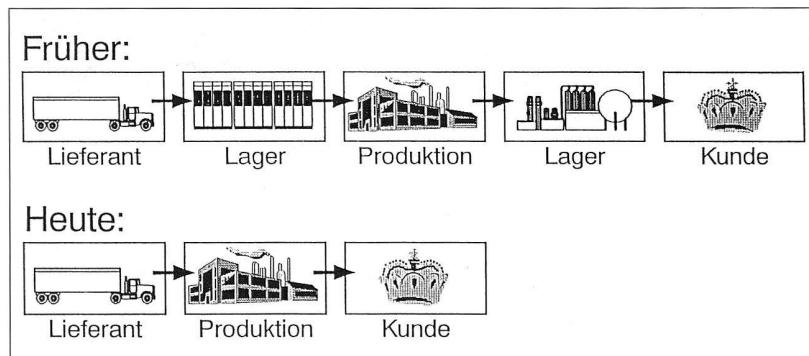 Früher:
Lieferant Lager Produktion Lager Kunde
Heute:
Lieferant Produktion Kunde